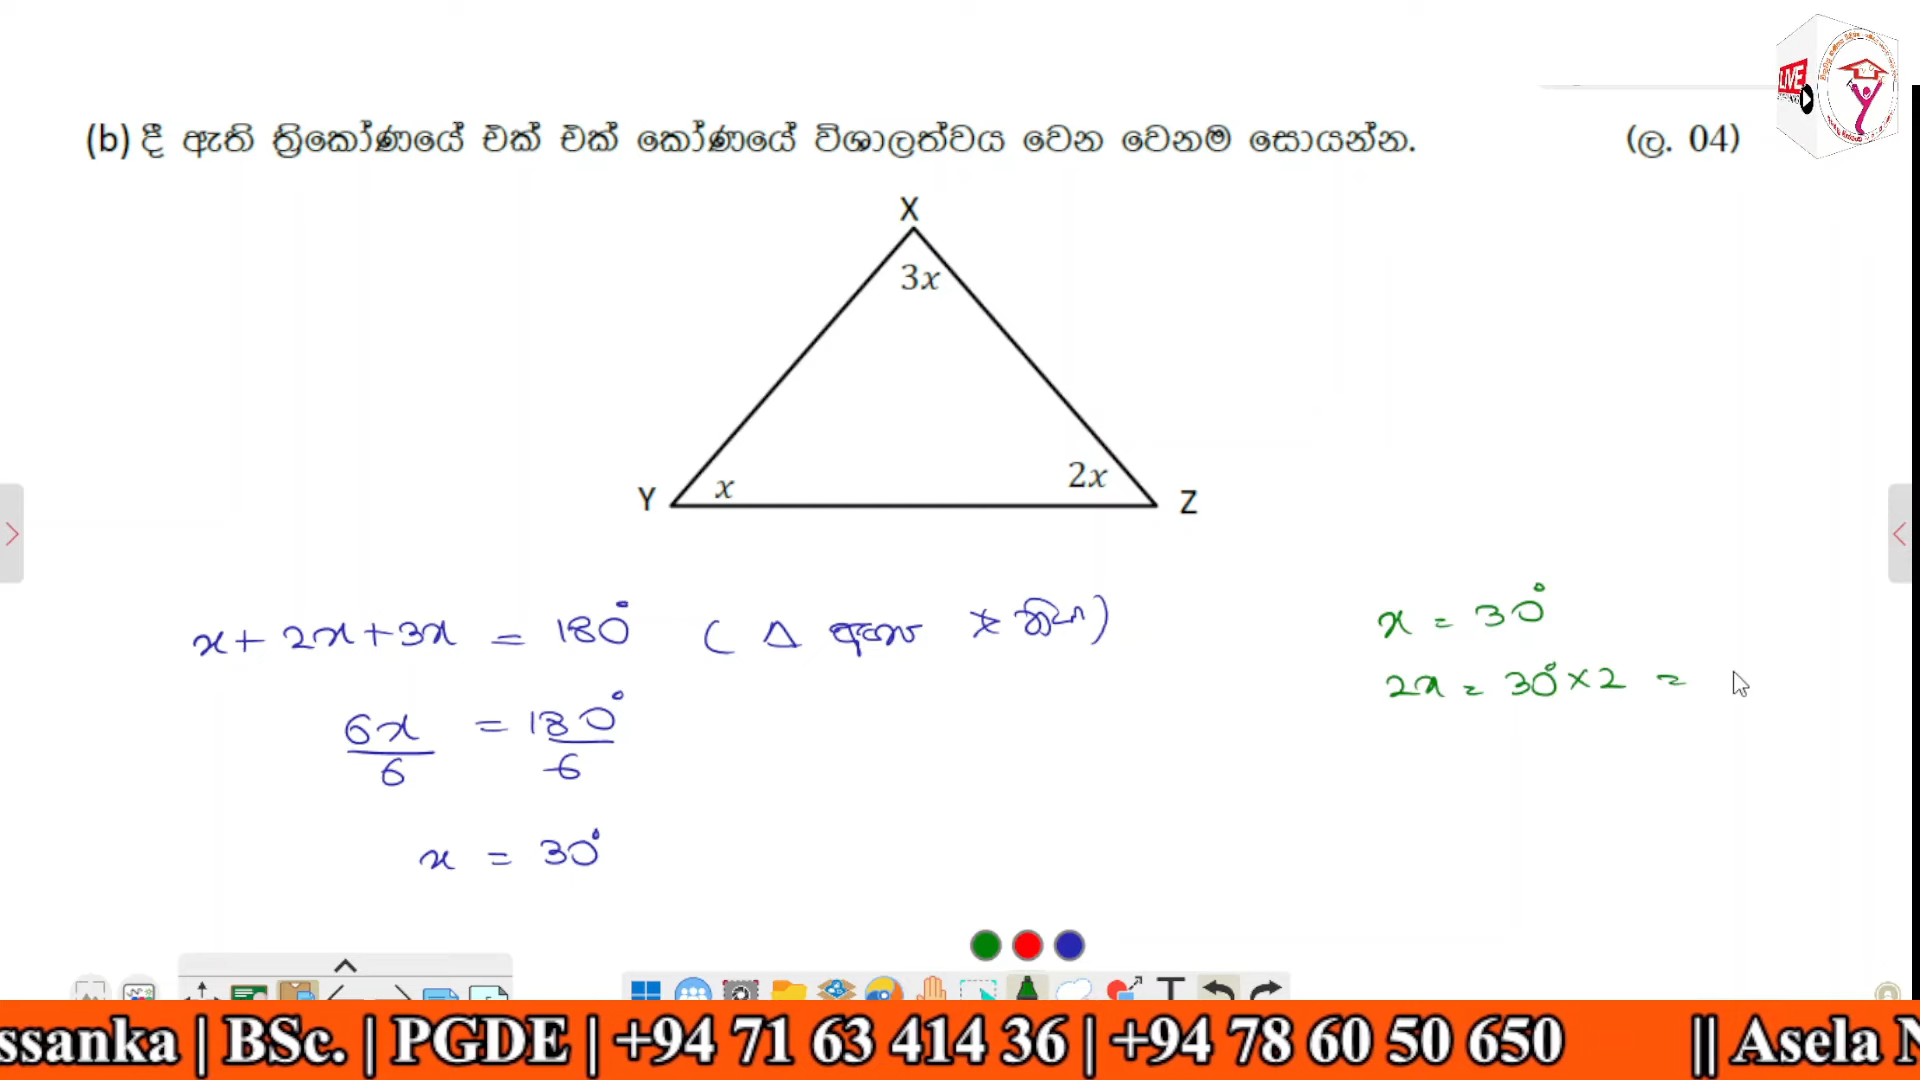 (b) දී ඇති ත්‍රිකෝණයේ එක් එක් කෝණයේ විශාලත්වය වෙන වෙනම සොයන්න. (ල. 04)
X
3x
Y x 2x Z
x + 2x + 3x = 180° ( Δ
6x/6 = 180°/6
x = 30°
x = 30°
2x = 30° × 2 =
LIVE
ssanka | BSc. | PGDE | +94 71 63 414 36 | +94 78 60 50 650 || Asela N